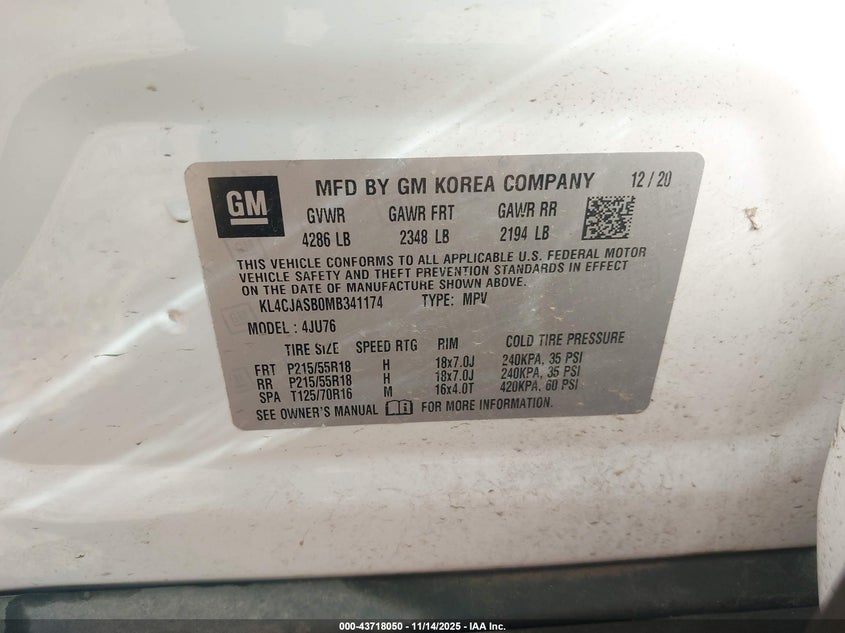 GM
MFD BY GM KOREA COMPANY 12/20
GVWR GAWR FRT GAWR RR
4286 LB 2348 LB 2194 LB
THIS VEHICLE CONFORMS TO ALL APPLICABLE U.S. FEDERAL MOTOR
VEHICLE SAFETY AND THEFT PREVENTION STANDARDS IN EFFECT
ON THE DATE OF MANUFACTURE SHOWN ABOVE.
KL4CJASB0MB341174 TYPE: MPV
MODEL : 4JU76
TIRE SIZE SPEED RTG RIM COLD TIRE PRESSURE
FRT P215/55R18 H 18x7.0J 240KPA, 35 PSI
RR P215/55R18 H 18x7.0J 240KPA, 35 PSI
SPA T125/70R16 M 16x4.0T 420KPA, 60 PSI
SEE OWNER'S MANUAL FOR MORE INFORMATION.
000-43718050 - 11/14/2025 - IAA Inc.